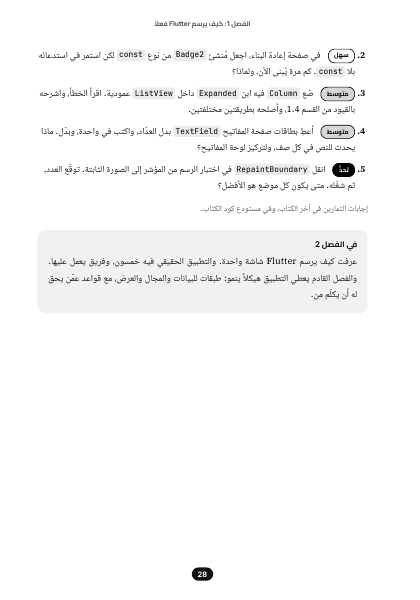 الفصل 1: كيف يرسم Flutter فعلًا
2. سهل في صفحة إعادة البناء، اجعل مُنشئ Badge2 من نوع const لكن استمر في استدعائه
بلا const. كم مرة يُبنى الآن، ولماذا؟
3. متوسط ضع Column فيه ابن Expanded داخل ListView عمودية. اقرأ الخطأ، واشرحه
بالقيود من القسم 1.4، وأصلحه بطريقتين مختلفتين.
4. متوسط أعطِ بطاقات صفحة المفاتيح TextField بدل العدّاد، واكتب في واحدة، وبدّل. ماذا
يحدث للنص في كل صف، ولتركيز لوحة المفاتيح؟
5. تحدٍّ انقل RepaintBoundary في اختبار الرسم من المؤشر إلى الصورة الثابتة. توقّع العدد،
ثم شغّله. متى يكون كل موضع هو الأفضل؟
إجابات التمارين في آخر الكتاب، وفي مستودع كود الكتاب.
في الفصل 2
عرفت كيف يرسم Flutter شاشة واحدة. والتطبيق الحقيقي فيه خمسون، وفريق يعمل عليها.
والفصل القادم يعطي التطبيق هيكلًا ينمو: طبقات للبيانات والمجال والعرض، مع قواعد عمّن يحق
له أن يكلّم من.
28